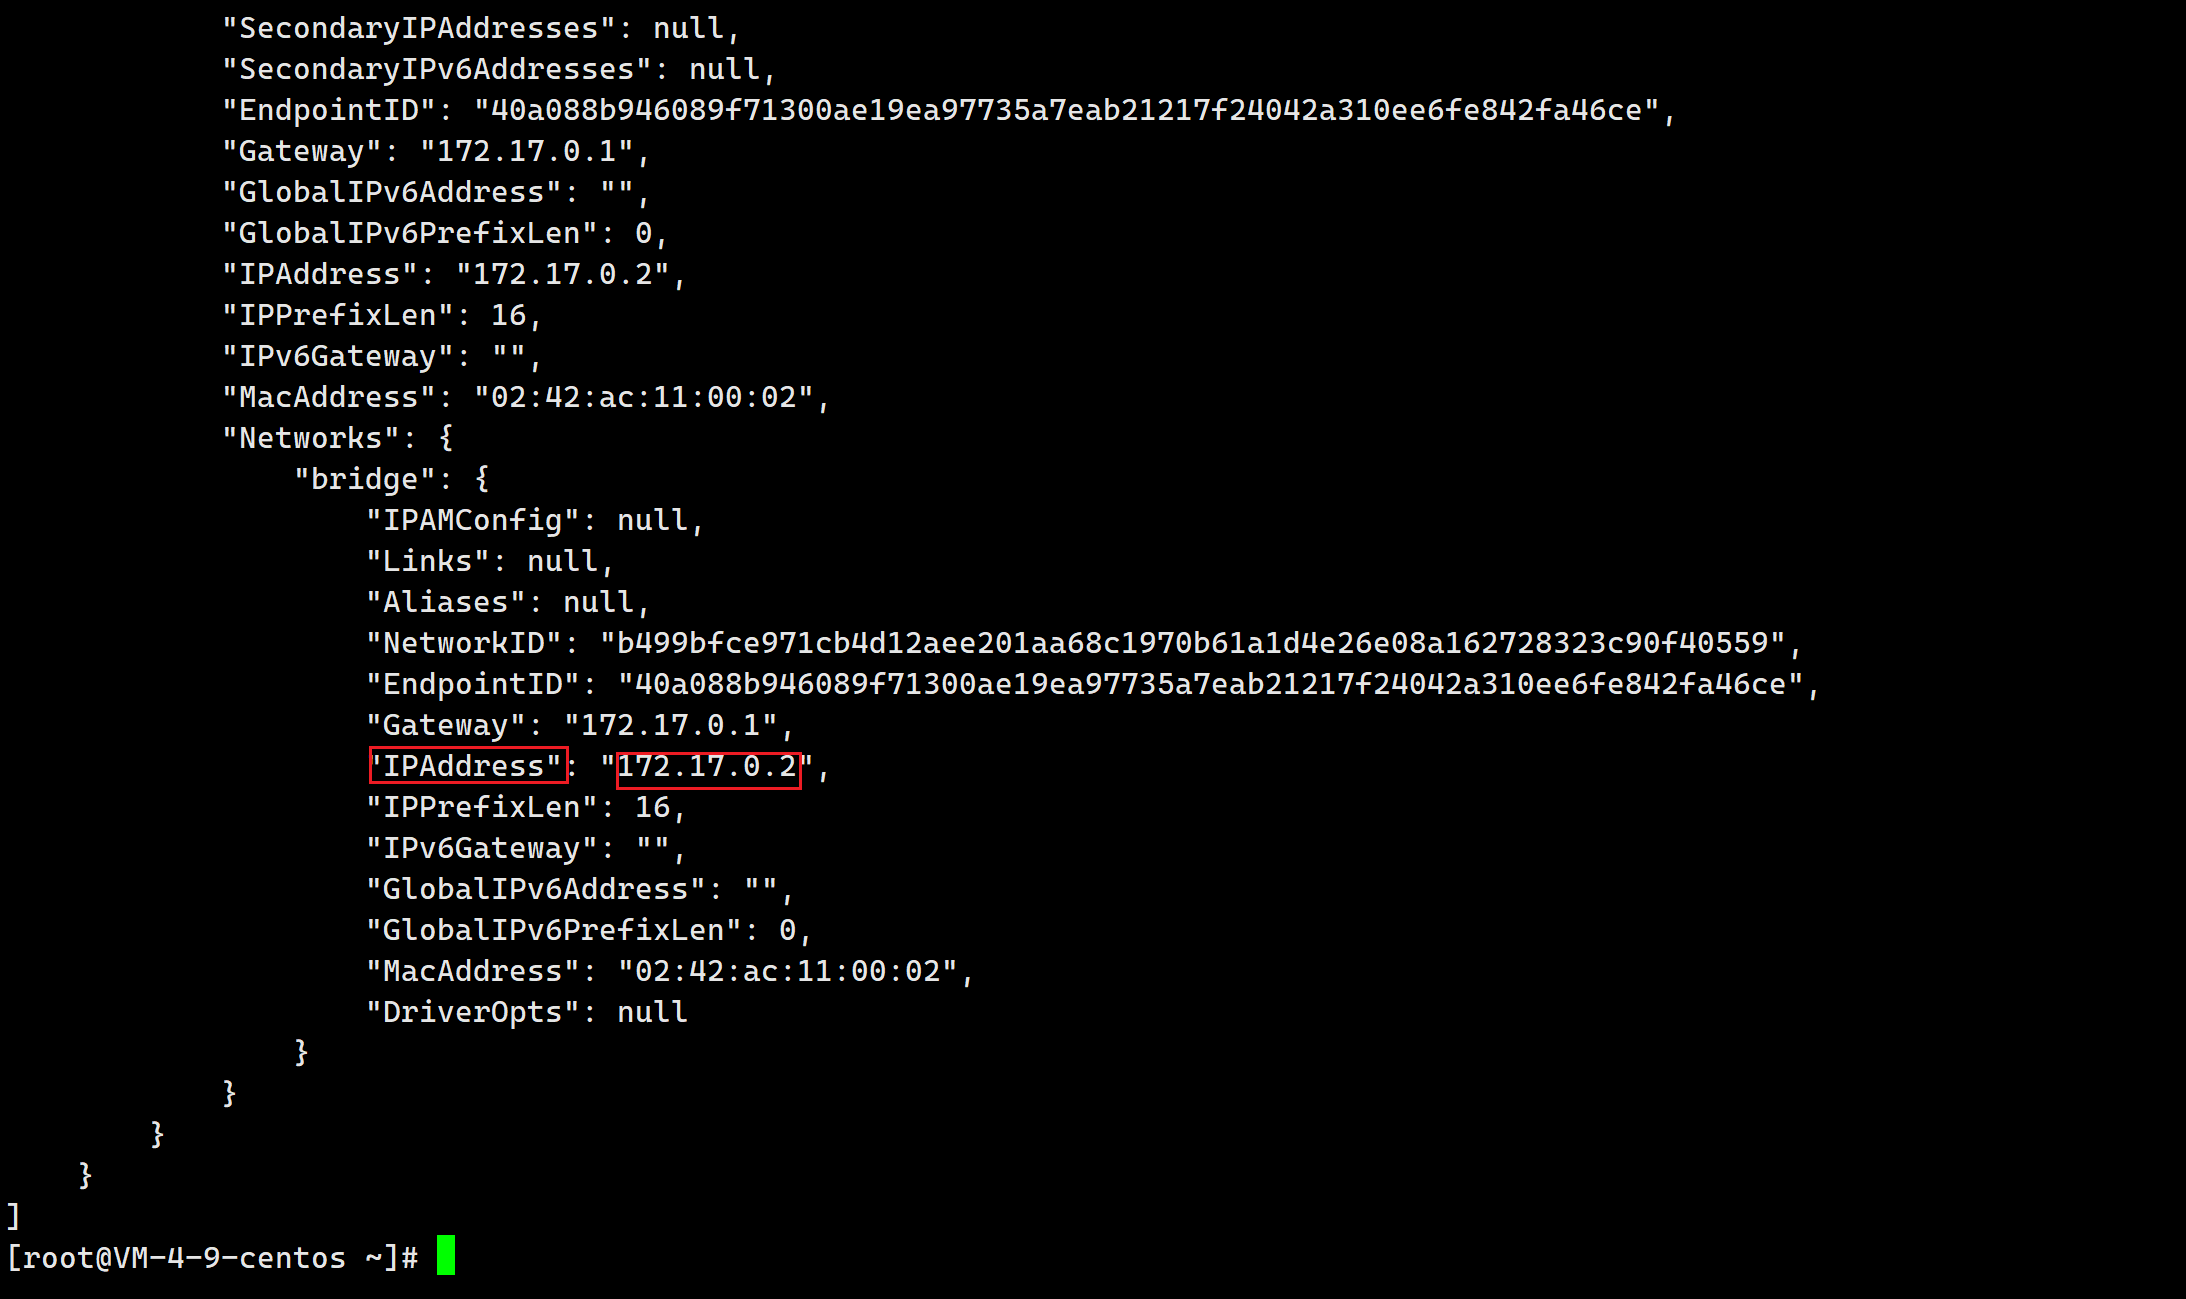 "SecondaryIPAddresses": null,
"SecondaryIPv6Addresses": null,
"EndpointID": "40a088b946089f71300ae19ea97735a7eab21217f24042a310ee6fe842fa46ce",
"Gateway": "172.17.0.1",
"GlobalIPv6Address": "",
"GlobalIPv6PrefixLen": 0,
"IPAddress": "172.17.0.2",
"IPPrefixLen": 16,
"IPv6Gateway": "",
"MacAddress": "02:42:ac:11:00:02",
"Networks": {
"bridge": {
"IPAMConfig": null,
"Links": null,
"Aliases": null,
"NetworkID": "b499bfce971cb4d12aee201aa68c1970b61a1d4e26e08a162728323c90f40559",
"EndpointID": "40a088b946089f71300ae19ea97735a7eab21217f24042a310ee6fe842fa46ce",
"Gateway": "172.17.0.1",
"IPAddress": "172.17.0.2",
"IPPrefixLen": 16,
"IPv6Gateway": "",
"GlobalIPv6Address": "",
"GlobalIPv6PrefixLen": 0,
"MacAddress": "02:42:ac:11:00:02",
"DriverOpts": null
}
}
}
}
]
[root@VM-4-9-centos ~]#